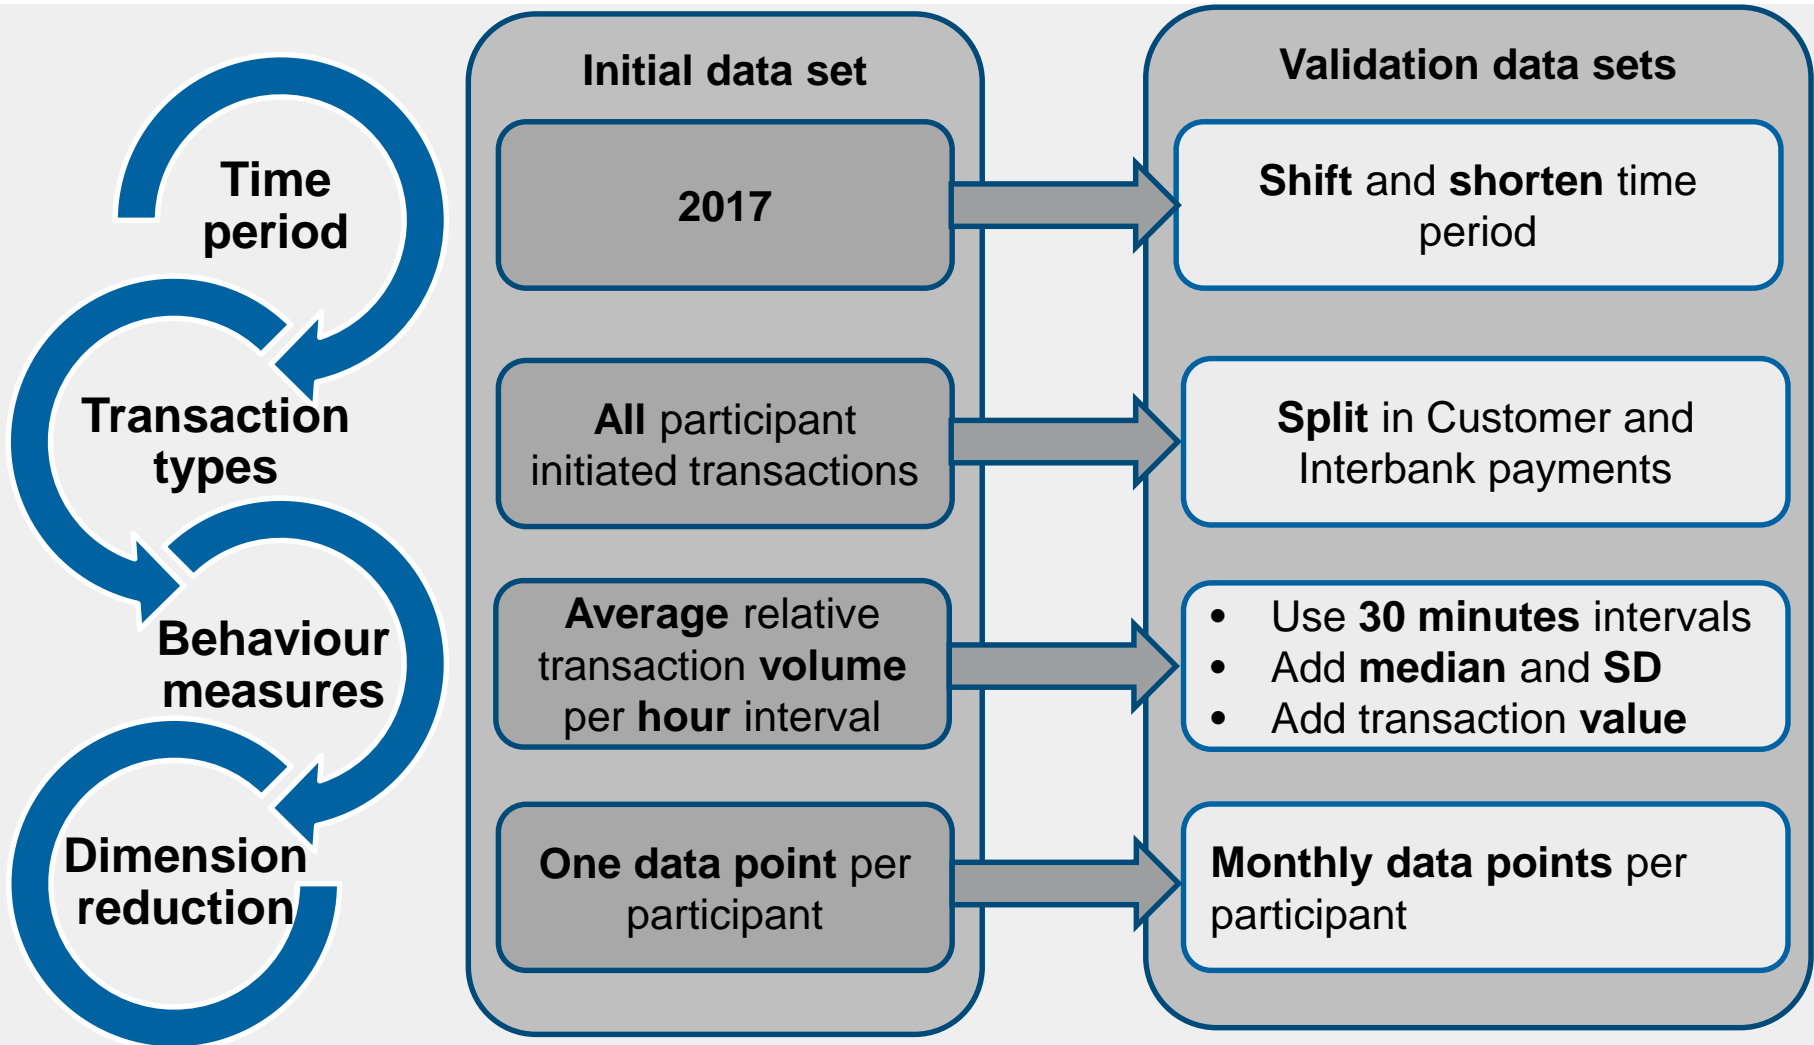 Initial data set
Validation data sets
Time
period
2017
Shift and shorten time
period
Transaction
types
All participant
initiated transactions
Split in Customer and
Interbank payments
Behaviour
measures
Average relative
transaction volume
per hour interval
• Use 30 minutes intervals
• Add median and SD
• Add transaction value
Dimension
reduction
One data point per
participant
Monthly data points per
participant